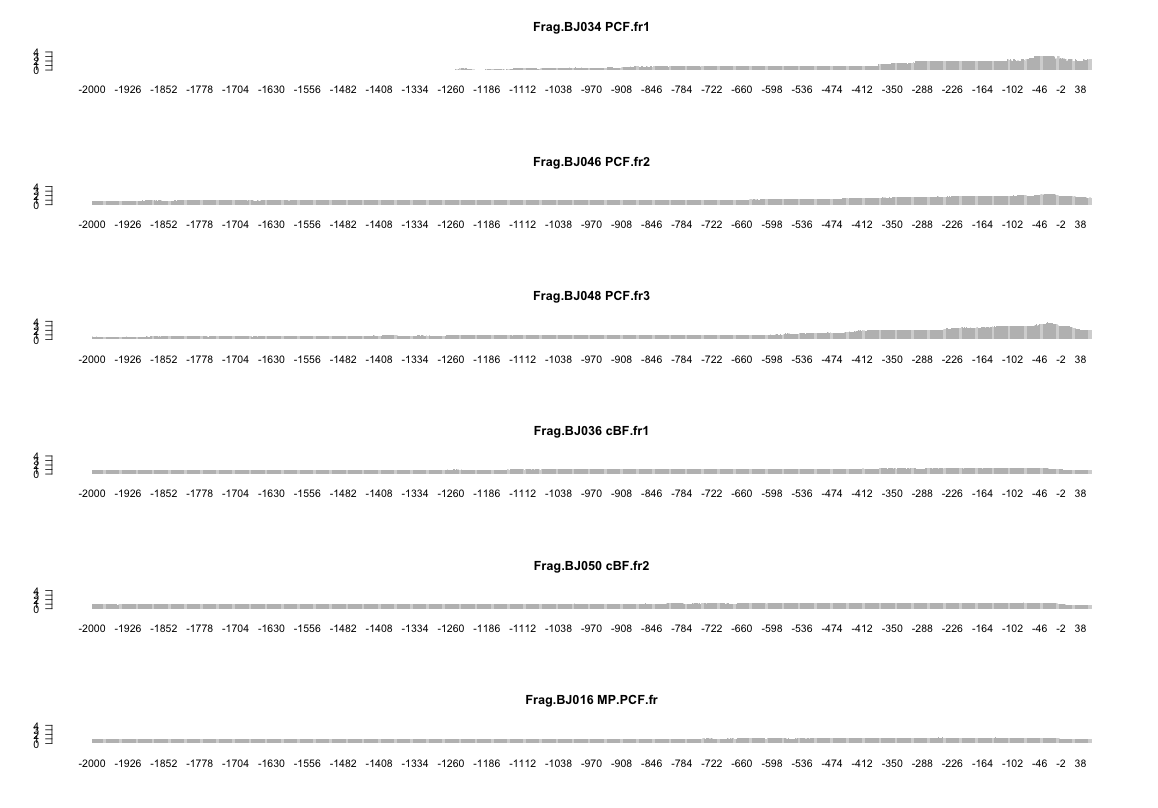 Frag.BJ034 PCF.fr1
4
3
2
1
0
-2000 -1926 -1852 -1778 -1704 -1630 -1556 -1482 -1408 -1334 -1260 -1186 -1112 -1038 -970 -908 -846 -784 -722 -660 -598 -536 -474 -412 -350 -288 -226 -164 -102 -46 -2 38
Frag.BJ046 PCF.fr2
4
3
2
1
0
-2000 -1926 -1852 -1778 -1704 -1630 -1556 -1482 -1408 -1334 -1260 -1186 -1112 -1038 -970 -908 -846 -784 -722 -660 -598 -536 -474 -412 -350 -288 -226 -164 -102 -46 -2 38
Frag.BJ048 PCF.fr3
4
3
2
1
0
-2000 -1926 -1852 -1778 -1704 -1630 -1556 -1482 -1408 -1334 -1260 -1186 -1112 -1038 -970 -908 -846 -784 -722 -660 -598 -536 -474 -412 -350 -288 -226 -164 -102 -46 -2 38
Frag.BJ036 cBF.fr1
4
3
2
1
0
-2000 -1926 -1852 -1778 -1704 -1630 -1556 -1482 -1408 -1334 -1260 -1186 -1112 -1038 -970 -908 -846 -784 -722 -660 -598 -536 -474 -412 -350 -288 -226 -164 -102 -46 -2 38
Frag.BJ050 cBF.fr2
4
3
2
1
0
-2000 -1926 -1852 -1778 -1704 -1630 -1556 -1482 -1408 -1334 -1260 -1186 -1112 -1038 -970 -908 -846 -784 -722 -660 -598 -536 -474 -412 -350 -288 -226 -164 -102 -46 -2 38
Frag.BJ016 MP.PCF.fr
4
3
2
1
0
-2000 -1926 -1852 -1778 -1704 -1630 -1556 -1482 -1408 -1334 -1260 -1186 -1112 -1038 -970 -908 -846 -784 -722 -660 -598 -536 -474 -412 -350 -288 -226 -164 -102 -46 -2 38